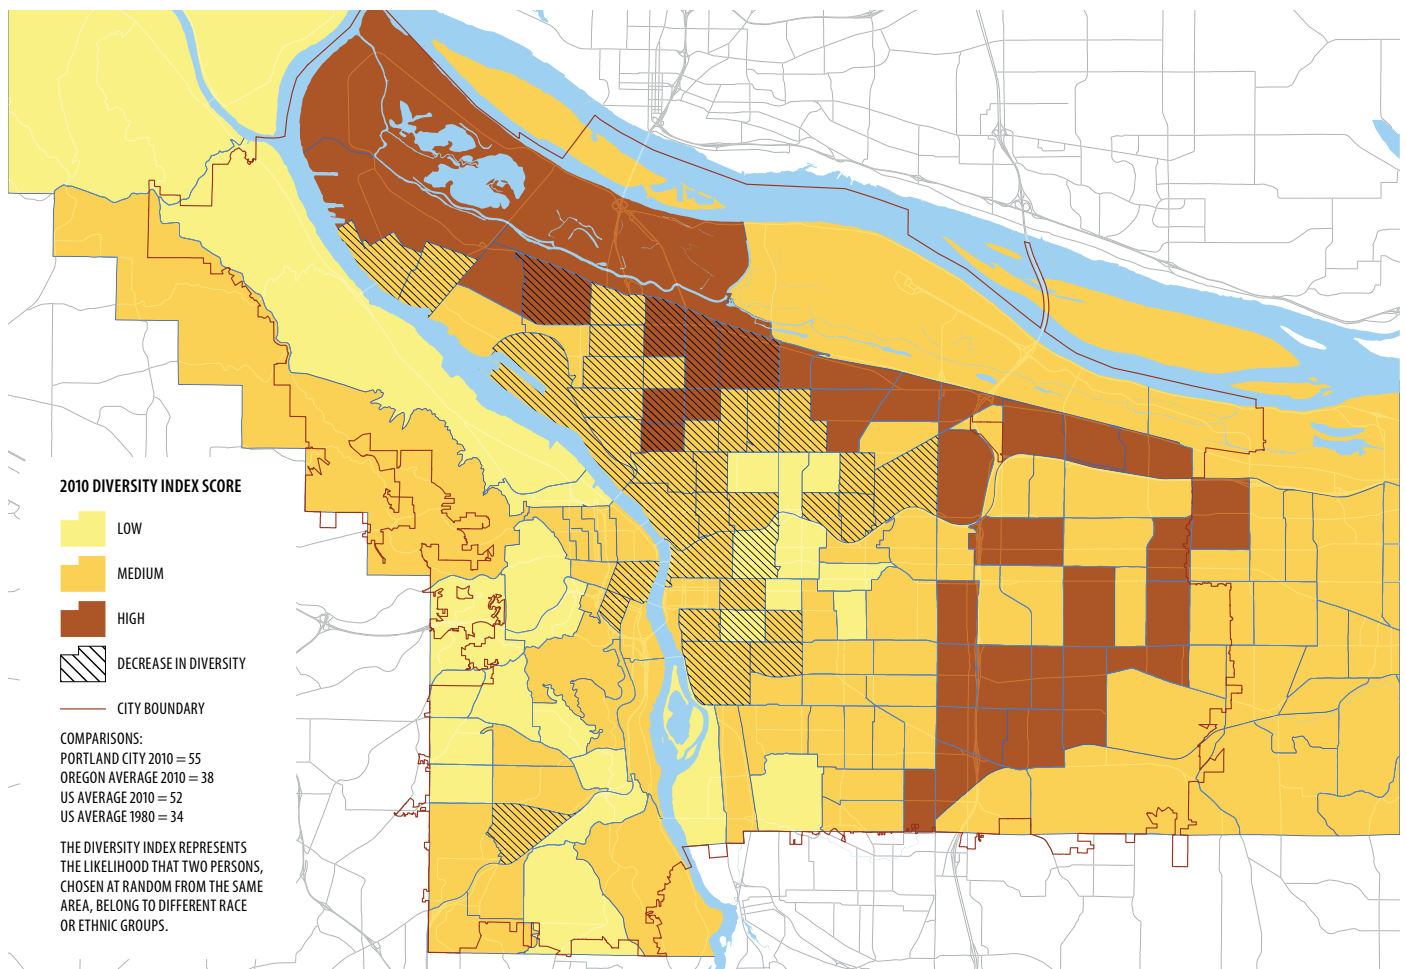 2010 DIVERSITY INDEX SCORE
LOW
MEDIUM
HIGH
DECREASE IN DIVERSITY
CITY BOUNDARY
COMPARISONS:
PORTLAND CITY 2010 = 55
OREGON AVERAGE 2010 = 38
US AVERAGE 2010 = 52
US AVERAGE 1980 = 34
THE DIVERSITY INDEX REPRESENTS
THE LIKELIHOOD THAT TWO PERSONS,
CHOSEN AT RANDOM FROM THE SAME
AREA, BELONG TO DIFFERENT RACE
OR ETHNIC GROUPS.